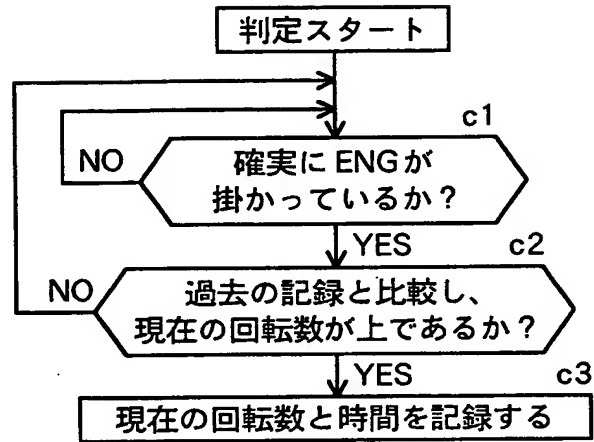 判定スタート
c1
NO
確実に ENGが
掛かっているか?
YES
c2
NO
過去の記録と比較し、
現在の回転数が上であるか?
YES
c3
現在の回転数と時間を記録する